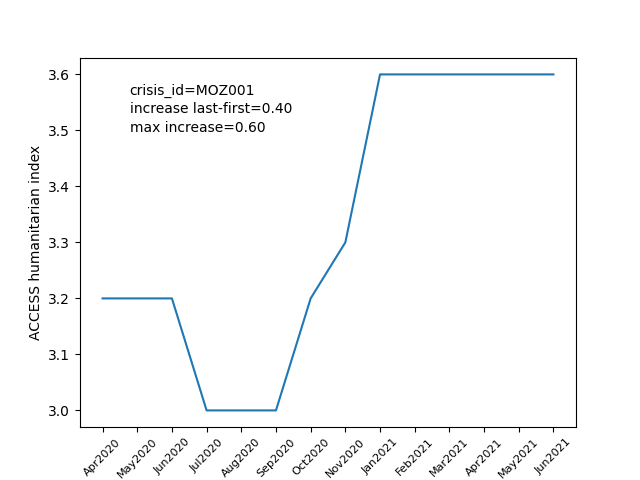 crisis_id=MOZ001
increase last-first=0.40
max increase=0.60
ACCESS humanitarian index
3.6
3.5
3.4
3.3
3.2
3.1
3.0
Apr2020
May2020
Jun2020
Jul2020
Aug2020
Sep2020
Oct2020
Nov2020
Jan2021
Feb2021
Mar2021
Apr2021
May2021
Jun2021